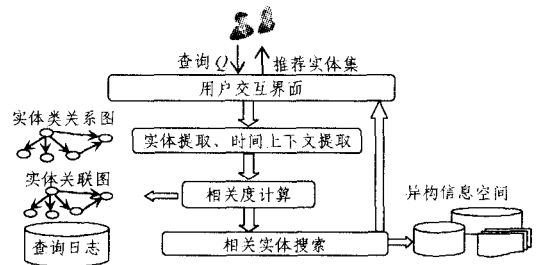 查询Q
推荐实体集
用户交互界面
实体类关系图
实体提取、时间上下文提取
实体关联图
相关度计算
异构信息空间
查询日志
相关实体搜索